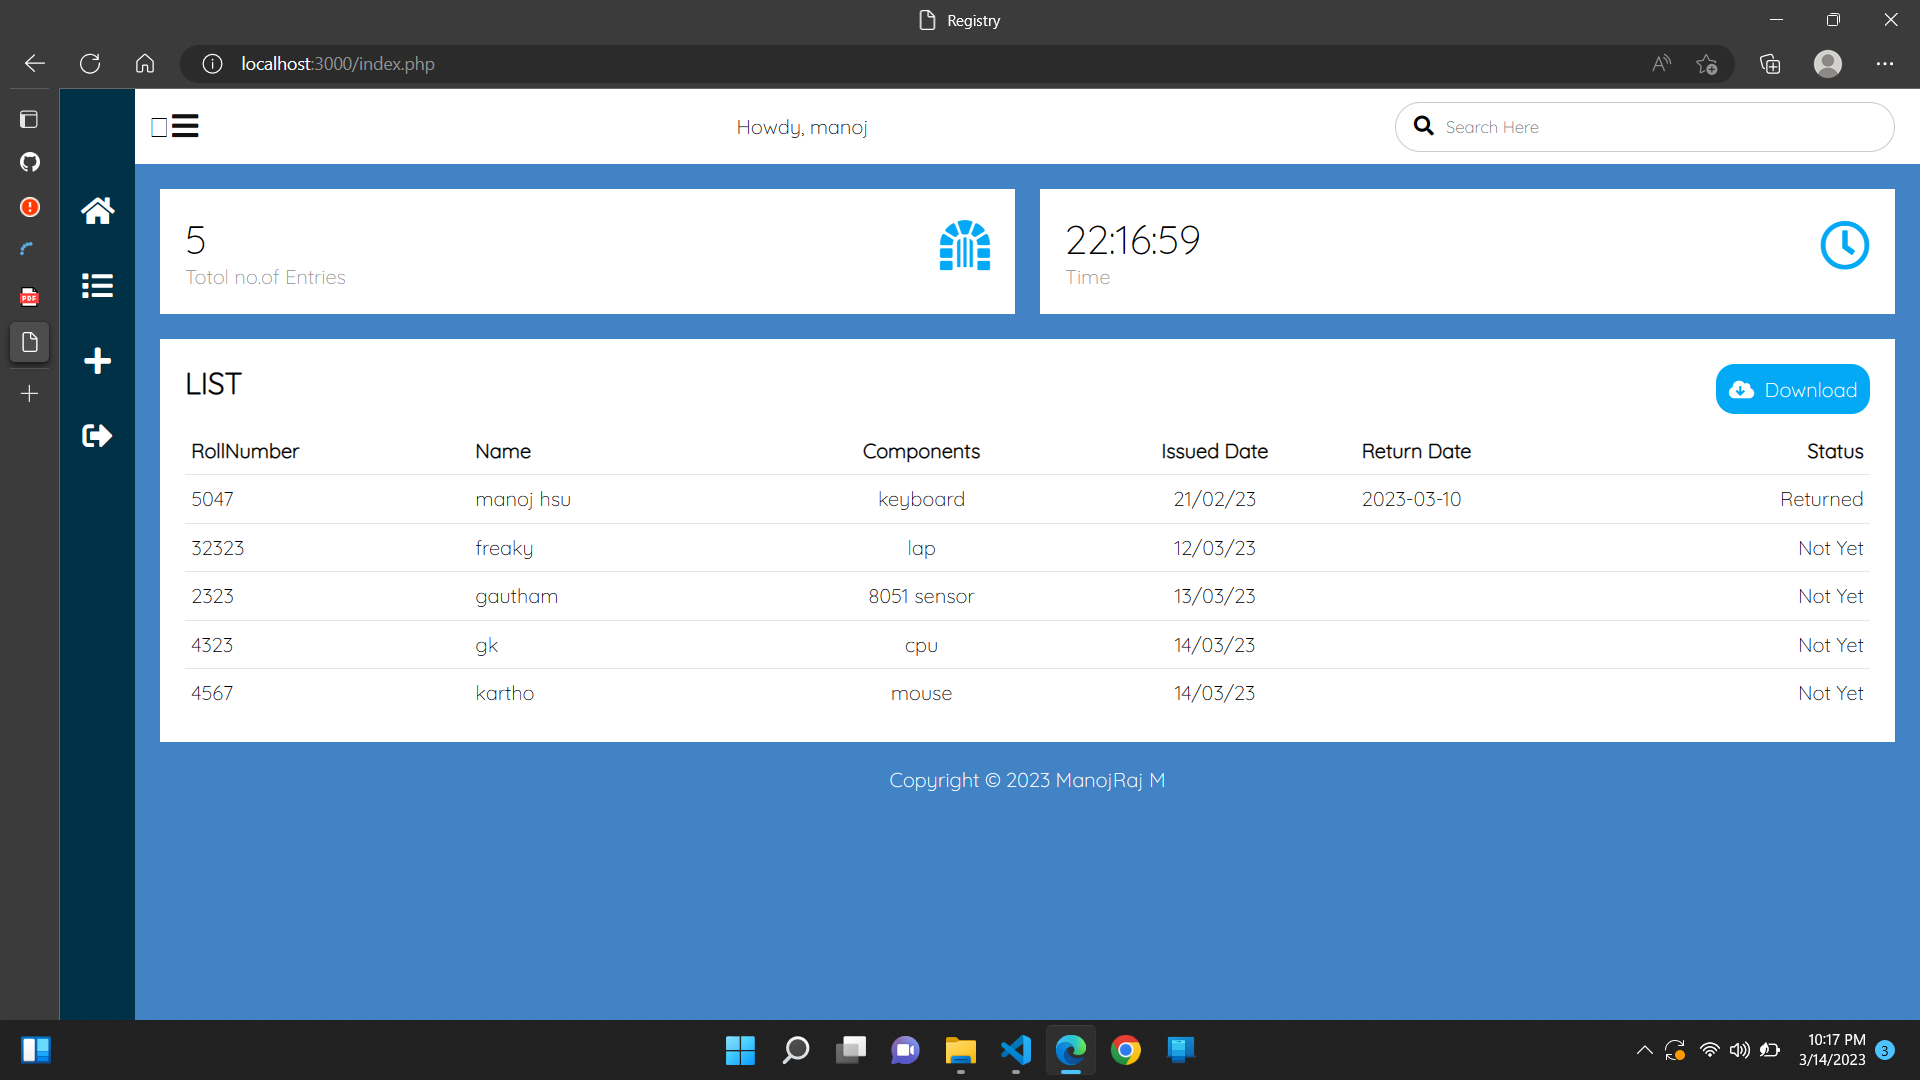 Registry
localhost:3000/index.php
Howdy, manoj
Search Here
5
Totol no.of Entries
22:16:59
Time
LIST
Download
RollNumber Name Components Issued Date Return Date Status
5047 manoj hsu keyboard 21/02/23 2023-03-10 Returned
32323 freaky lap 12/03/23 Not Yet
2323 gautham 8051 sensor 13/03/23 Not Yet
4323 gk cpu 14/03/23 Not Yet
4567 kartho mouse 14/03/23 Not Yet
Copyright © 2023 ManojRaj M
PDF
10:17 PM
3/14/2023
3